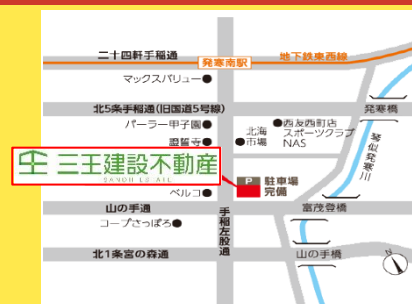 二十四軒手稲通
発寒南駅
地下鉄東西線
マックスバリュー●
北5条手稲通(旧国道5号線)
発寒橋
パーラー甲子園●
●西友西町店
北海
●市場
スポーツクラブ
NAS
琴似発寒川
三王建設不動産
SANOH ESTATE
P 駐車場
完備
ベルコ●
山の手通
富茂登橋
コープさっぽろ●
手稲左股通
北1条宮の森通
山の手橋